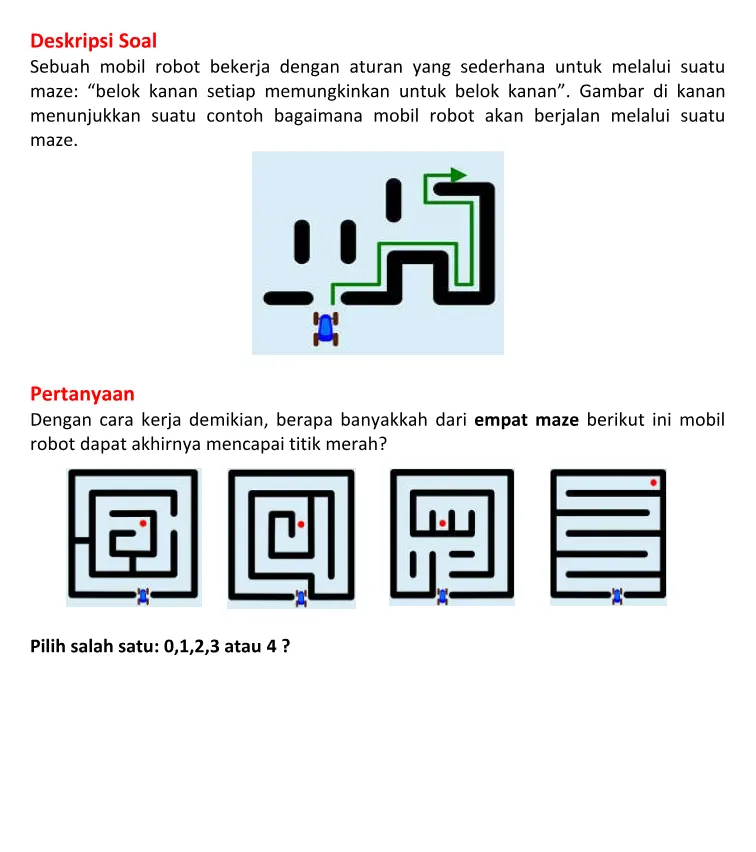 Deskripsi Soal
Sebuah mobil robot bekerja dengan aturan yang sederhana untuk melalui suatu
maze: “belok kanan setiap memungkinkan untuk belok kanan”. Gambar di kanan
menunjukkan suatu contoh bagaimana mobil robot akan berjalan melalui suatu
maze.
Pertanyaan
Dengan cara kerja demikian, berapa banyakkah dari empat maze berikut ini mobil
robot dapat akhirnya mencapai titik merah?
Pilih salah satu: 0,1,2,3 atau 4 ?